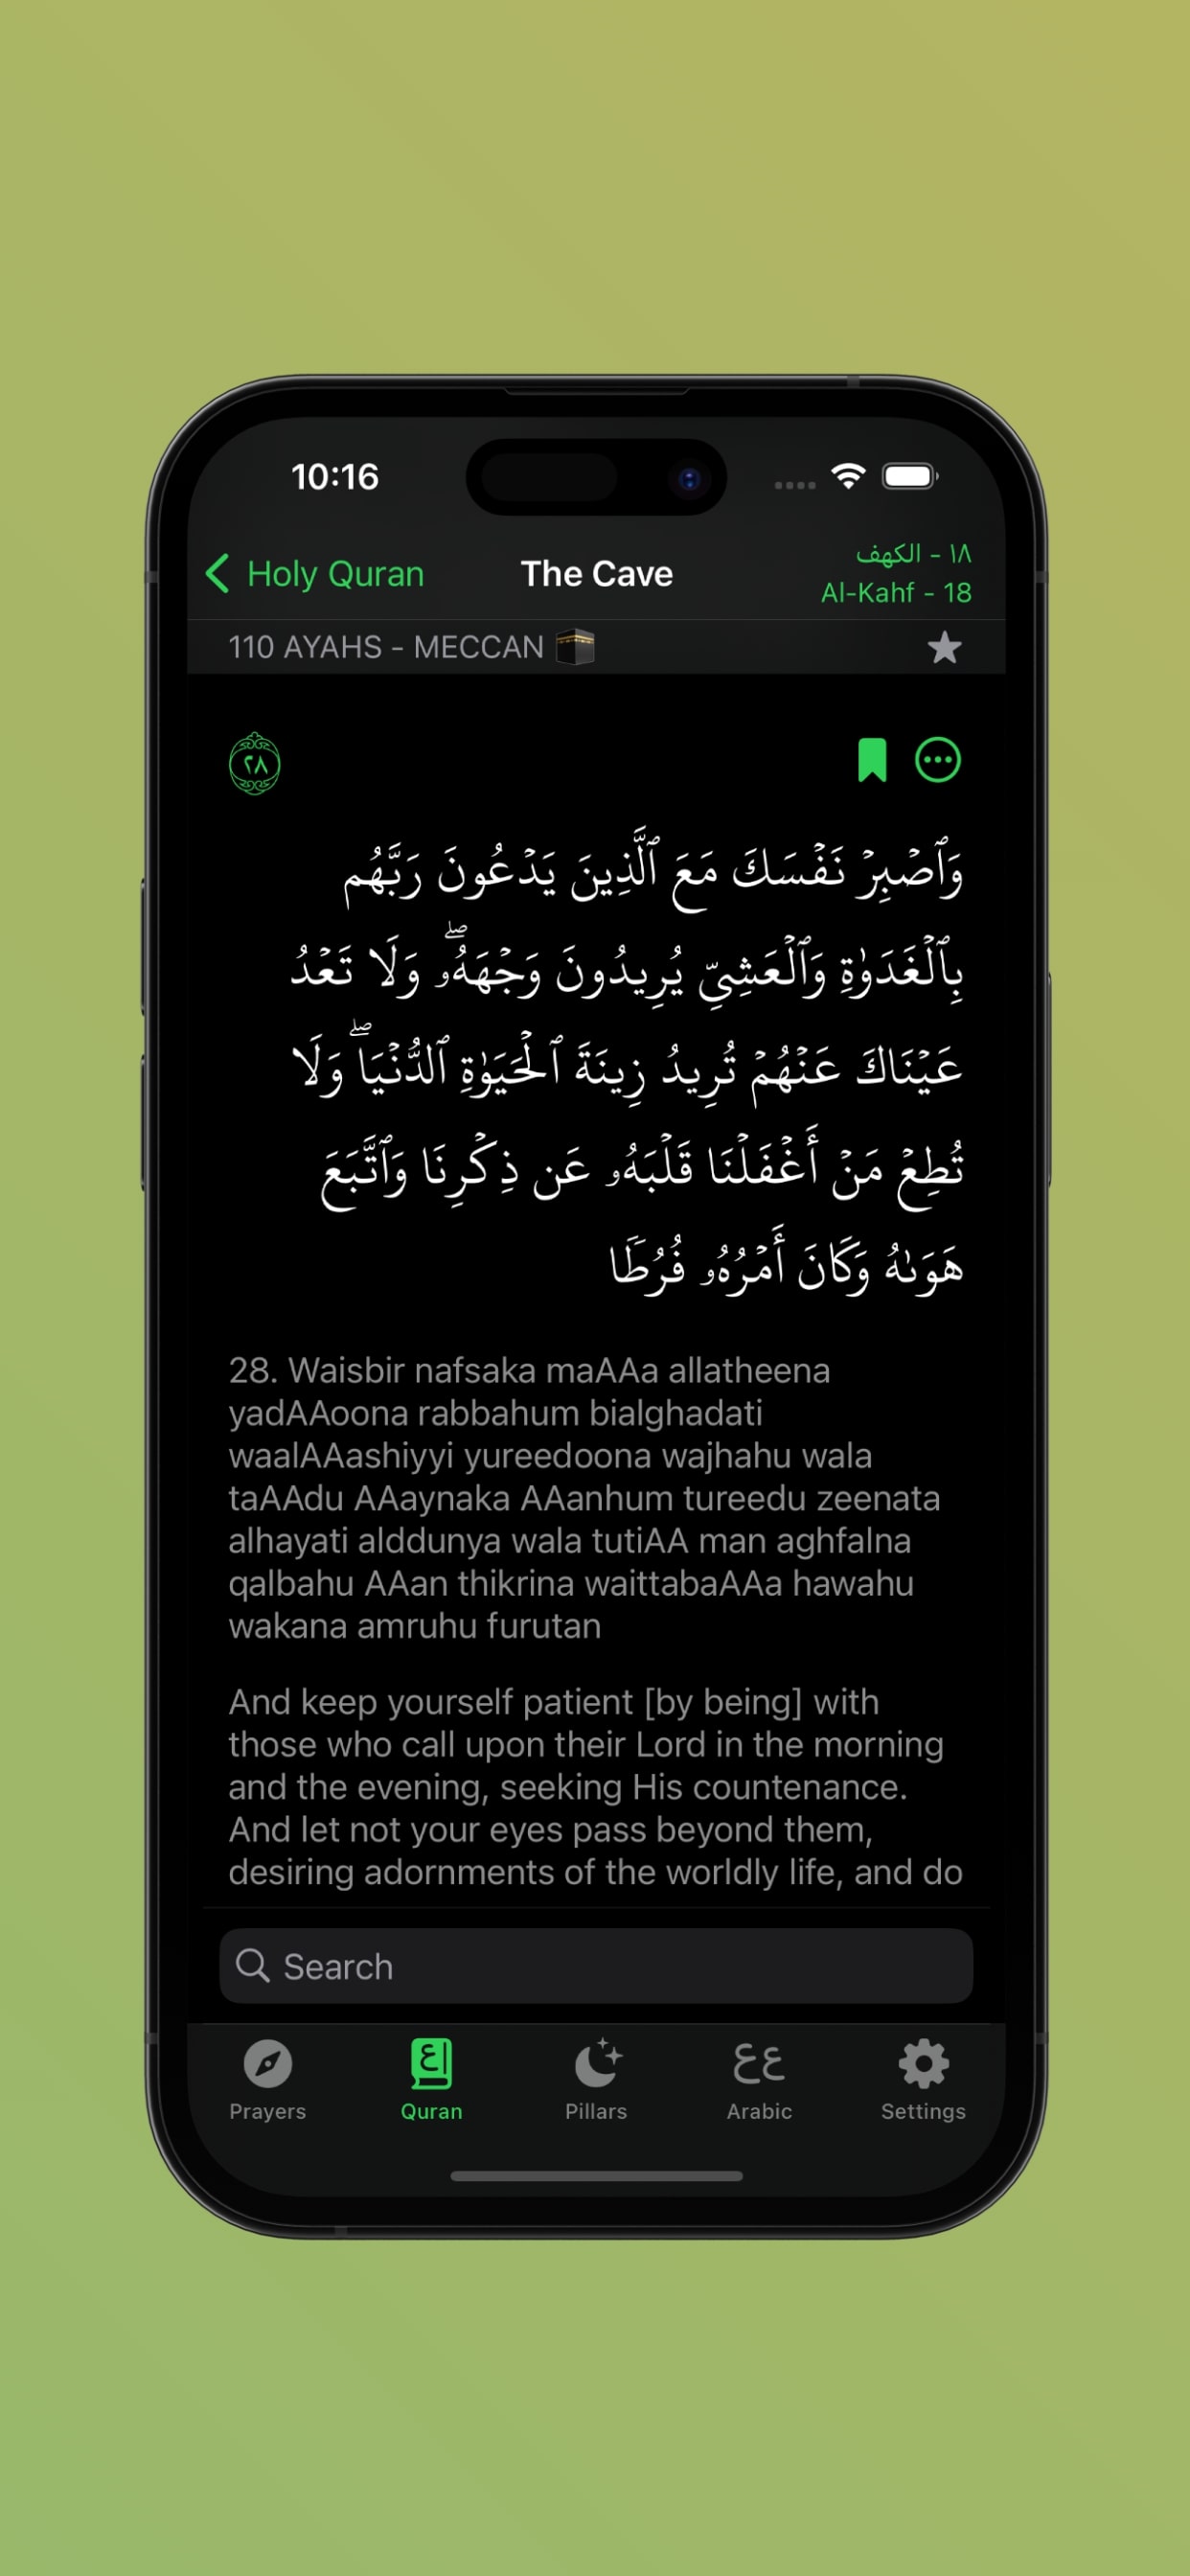 10:16
Holy Quran
The Cave
١٨ - الكهف
Al-Kahf - 18
110 AYAHS - MECCAN
٢٨
وَٱصۡبِرۡ نَفۡسَكَ مَعَ ٱلَّذِينَ يَدۡعُونَ رَبَّهُم
بِٱلۡغَدَوٰةِ وَٱلۡعَشِيِّ يُرِيدُونَ وَجۡهَهُۥۖ وَلَا تَعۡدُ
عَيۡنَاكَ عَنۡهُمۡ تُرِيدُ زِينَةَ ٱلۡحَيَوٰةِ ٱلدُّنۡيَاۖ وَلَا
تُطِعۡ مَنۡ أَغۡفَلۡنَا قَلۡبَهُۥ عَن ذِكۡرِنَا وَٱتَّبَعَ
هَوَىٰهُ وَكَانَ أَمۡرُهُۥ فُرُطٗا
28. Waisbir nafsaka maAAa allatheena
yadAAoona rabbahum bialghadati
waalAAashiyyi yureedoona wajhahu wala
taAAdu AAaynaka AAanhum tureedu zeenata
alhayati alddunya wala tutiAA man aghfalna
qalbahu AAan thikrina waittabaAAa hawahu
wakana amruhu furutan
And keep yourself patient [by being] with
those who call upon their Lord in the morning
and the evening, seeking His countenance.
And let not your eyes pass beyond them,
desiring adornments of the worldly life, and do
Search
ع ع ع
Prayers
Quran
Pillars
Arabic
Settings